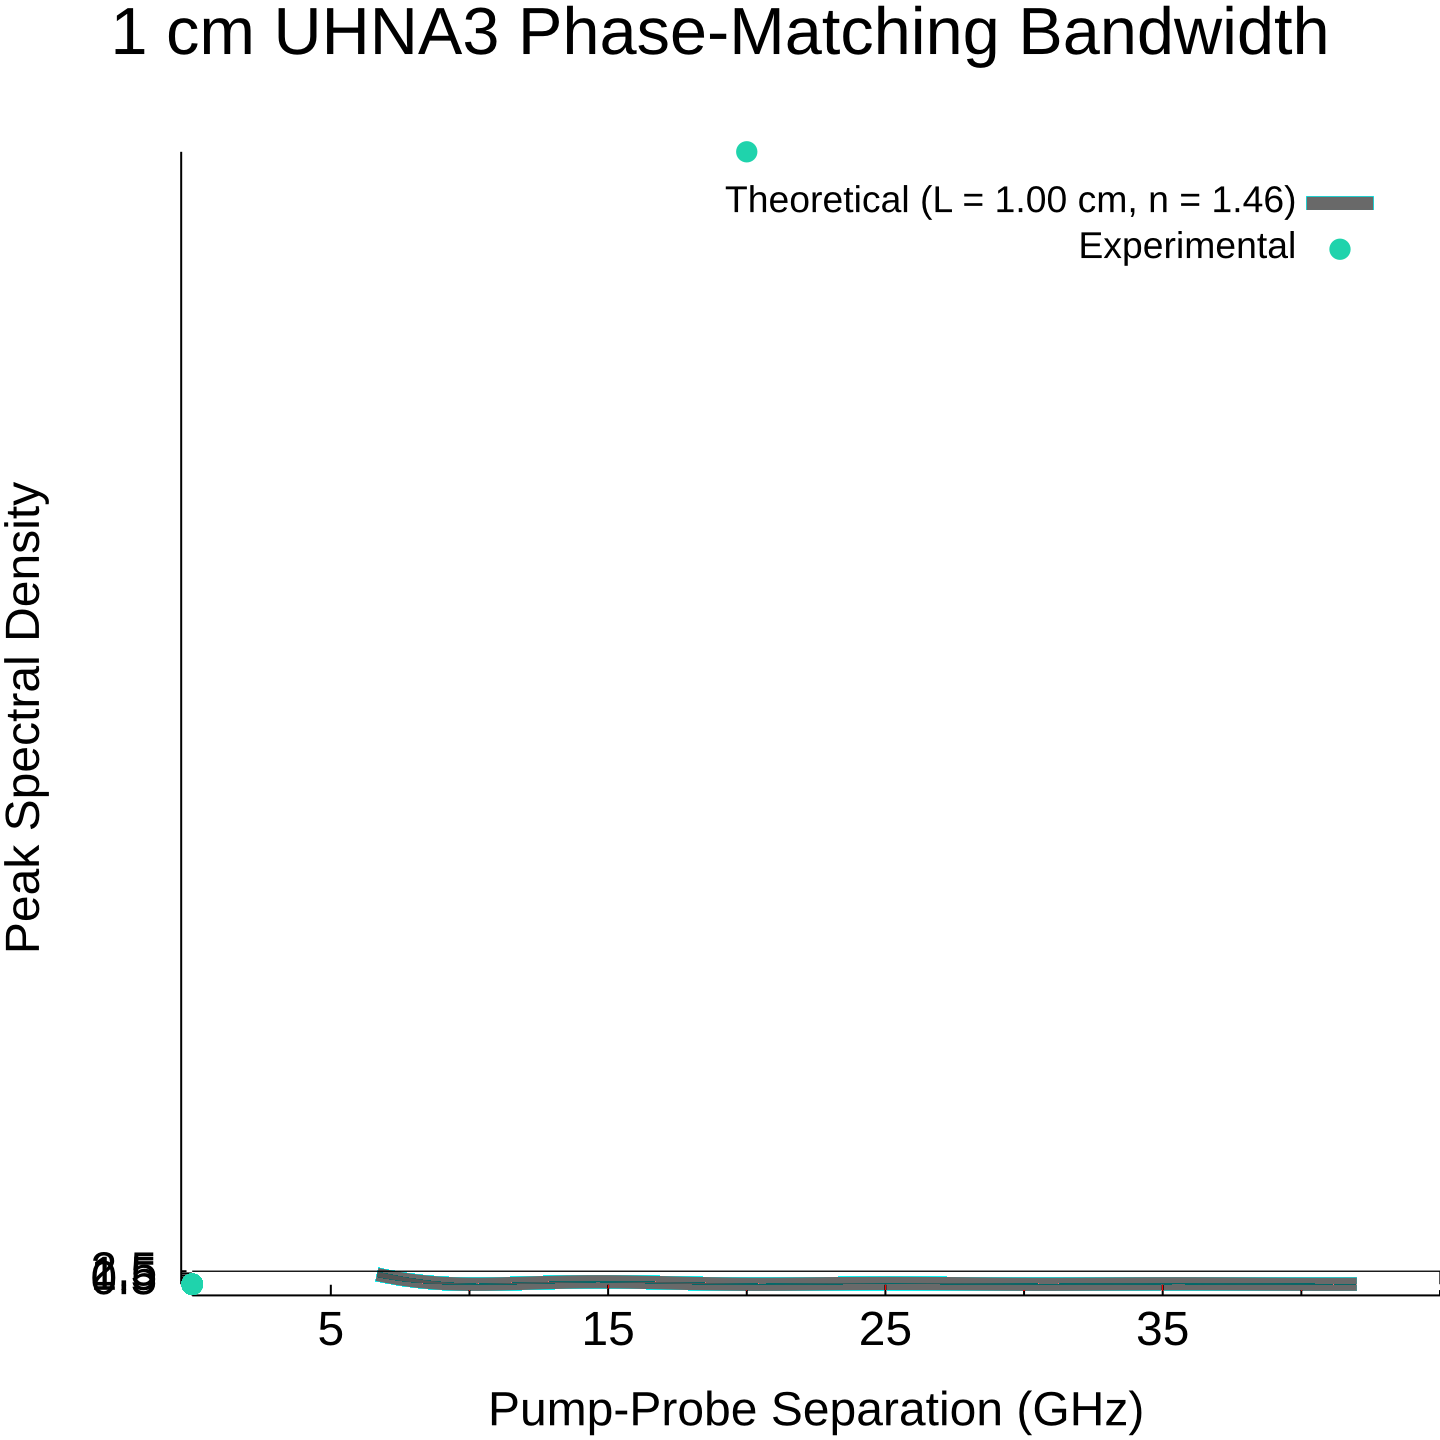 1 cm UHNA3 Phase-Matching Bandwidth
Theoretical (L = 1.00 cm, n = 1.46)
Experimental
Peak Spectral Density
5 15 25 35
Pump-Probe Separation (GHz)